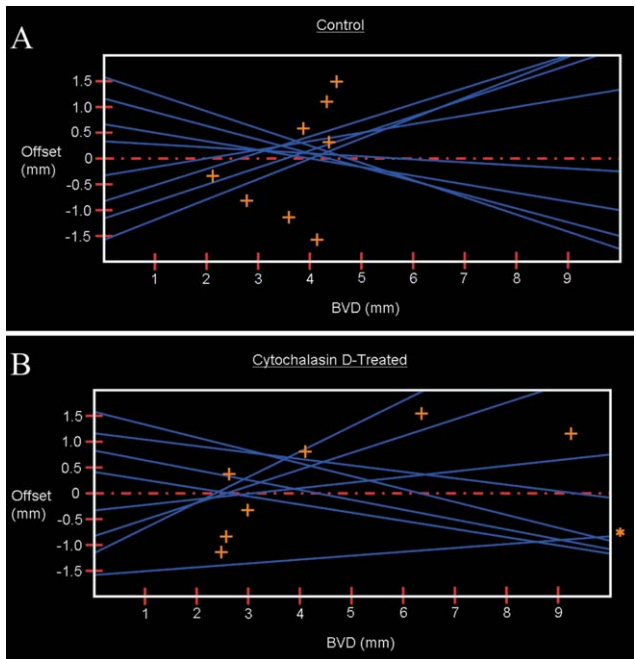 A
Control
1.5
1.0
0.5
Offset
(mm)
0
-0.5
-1.0
-1.5
1 2 3 4 5 6 7 8 9
BVD (mm)
B
Cytochalasin D-Treated
1.5
1.0
0.5
Offset
(mm)
0
-0.5
-1.0
-1.5
*
1 2 3 4 5 6 7 8 9
BVD (mm)